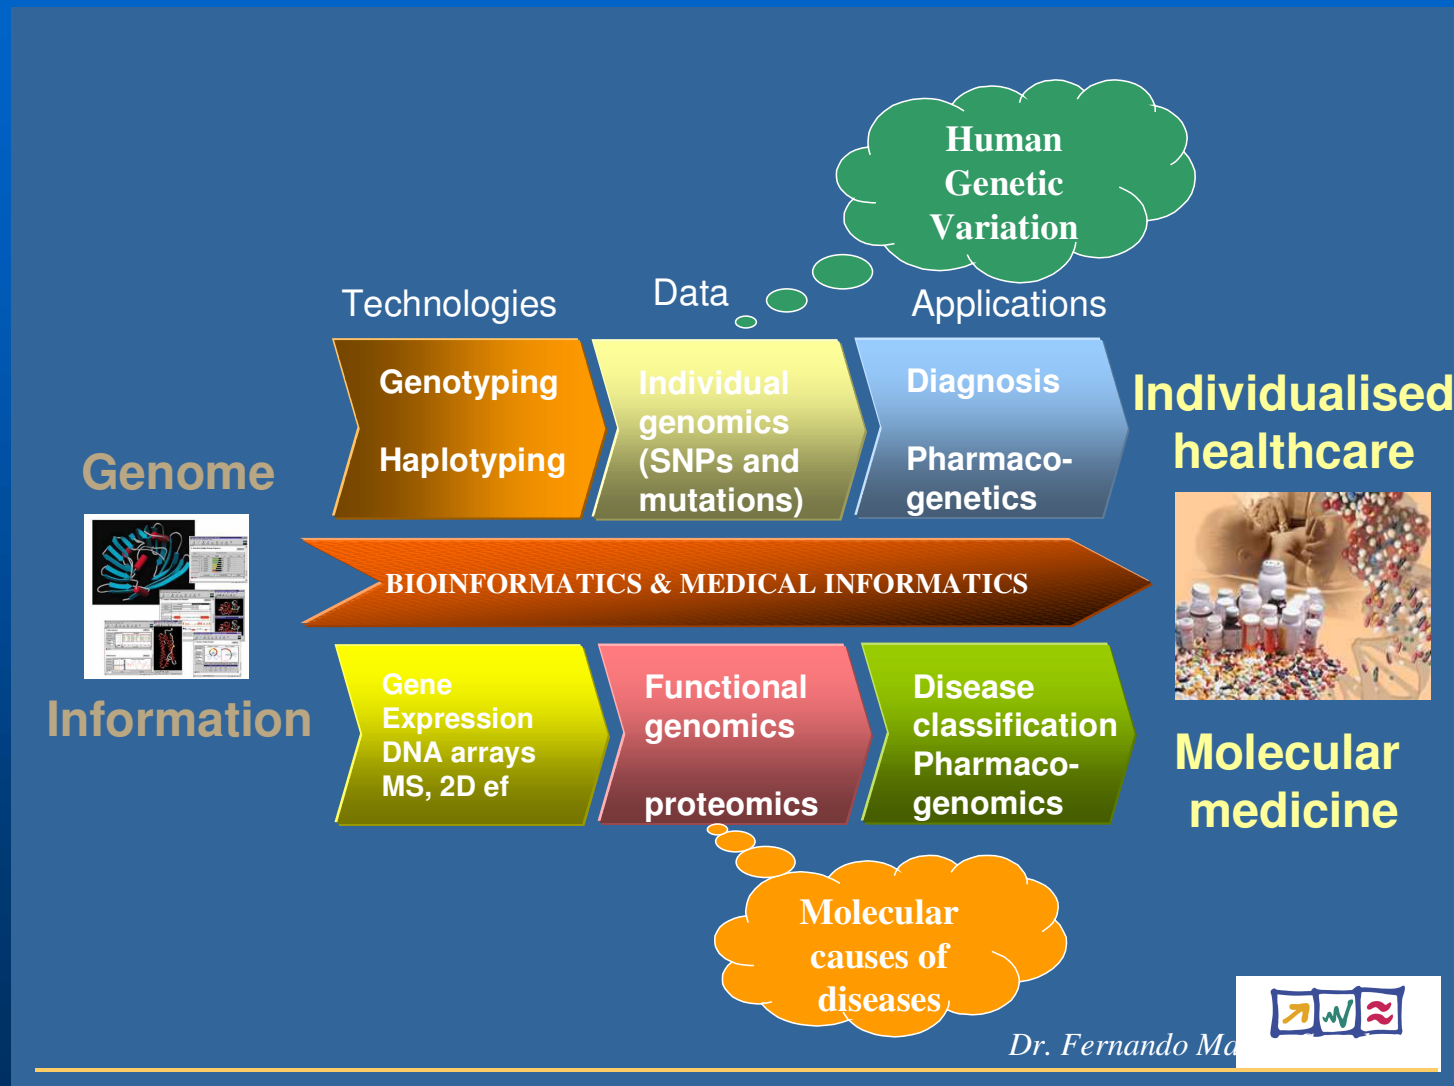 Human
Genetic
Variation
Technologies
Data
Applications
Genotyping
Haplotyping
Individual
genomics
(SNPs and
mutations)
Diagnosis
Pharmaco-
genetics
Individualised
healthcare
Genome
Information
BIOINFORMATICS & MEDICAL INFORMATICS
Gene
Expression
DNA arrays
MS, 2D ef
Functional
genomics
proteomics
Disease
classification
Pharmaco-
genomics
Molecular
medicine
Molecular
causes of
diseases
Dr. Fernando